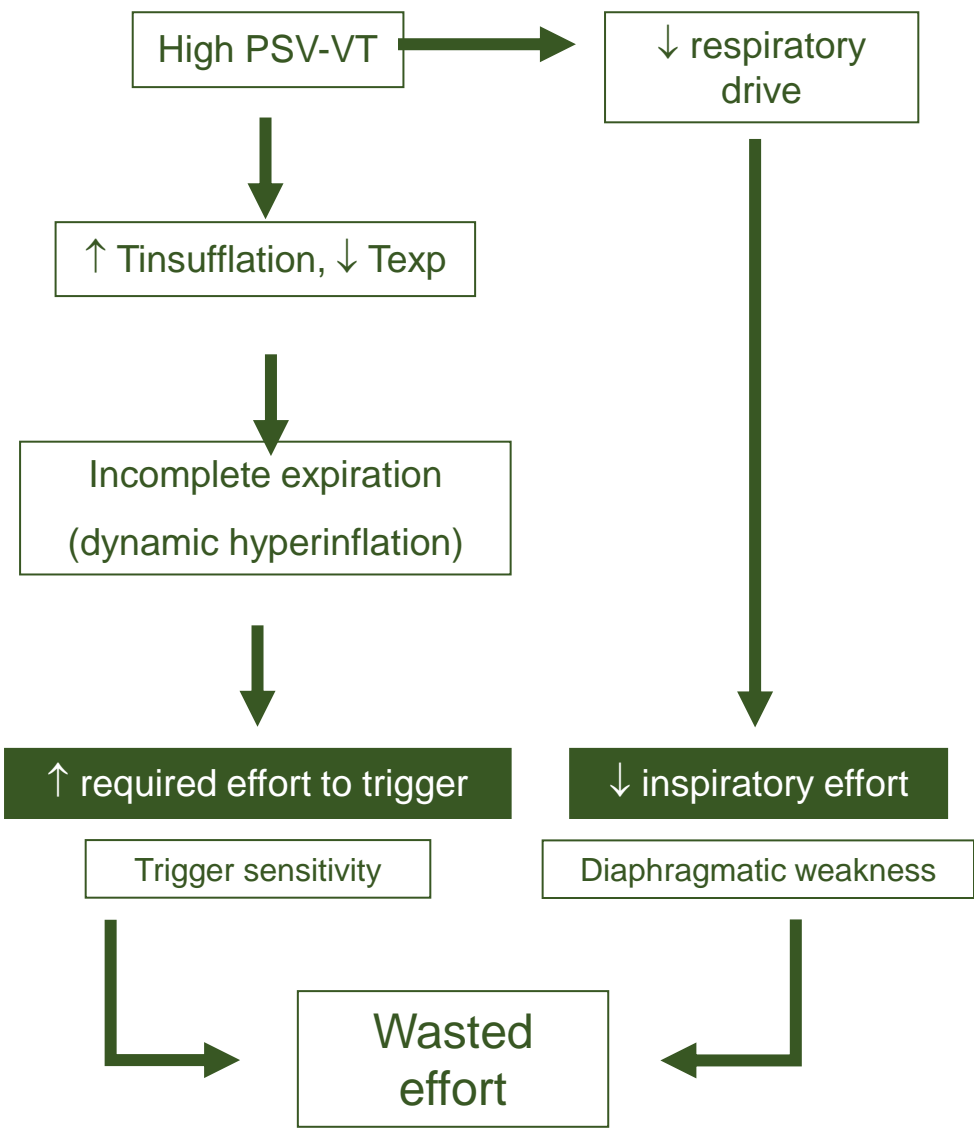 High PSV-VT
↓ respiratory
drive
↑ Tinsufflation, ↓ Texp
Incomplete expiration
(dynamic hyperinflation)
↑ required effort to trigger
↓ inspiratory effort
Trigger sensitivity
Diaphragmatic weakness
Wasted
effort